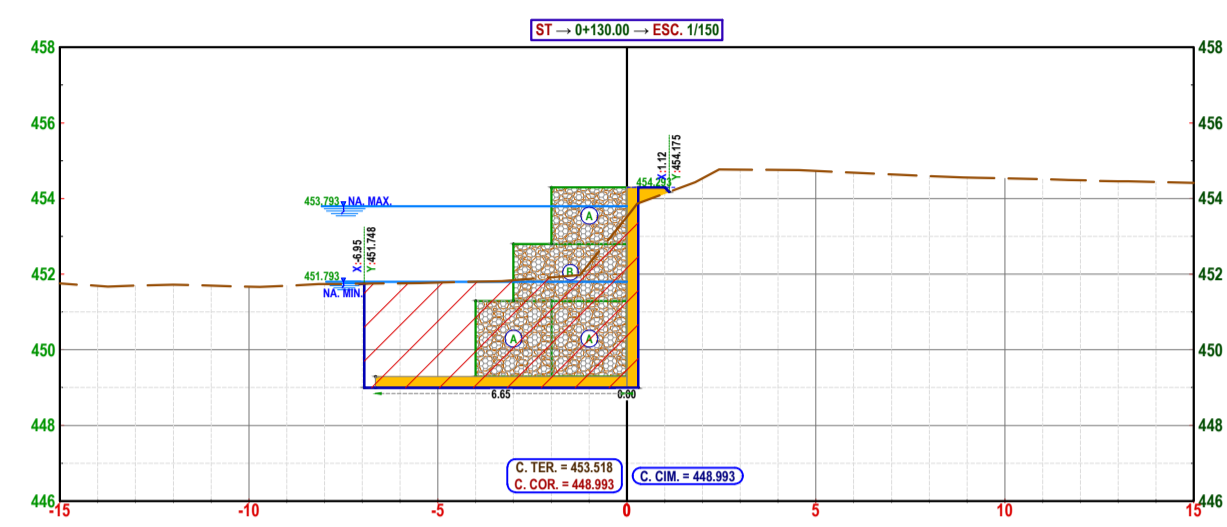 ST → 0+130.00 → ESC. 1/150
458
458
456
456
X:1.12
Y:454.175
454.293
454
454
453.793
NA. MAX.
A
X:-6.95
Y:451.748
452
452
451.793
NA. MIN.
B
450
450
A
A
6.65
0.00
448
448
C. TER. = 453.518
C. COR. = 448.993
C. CIM. = 448.993
446
446
-15
-10
-5
0
5
10
15